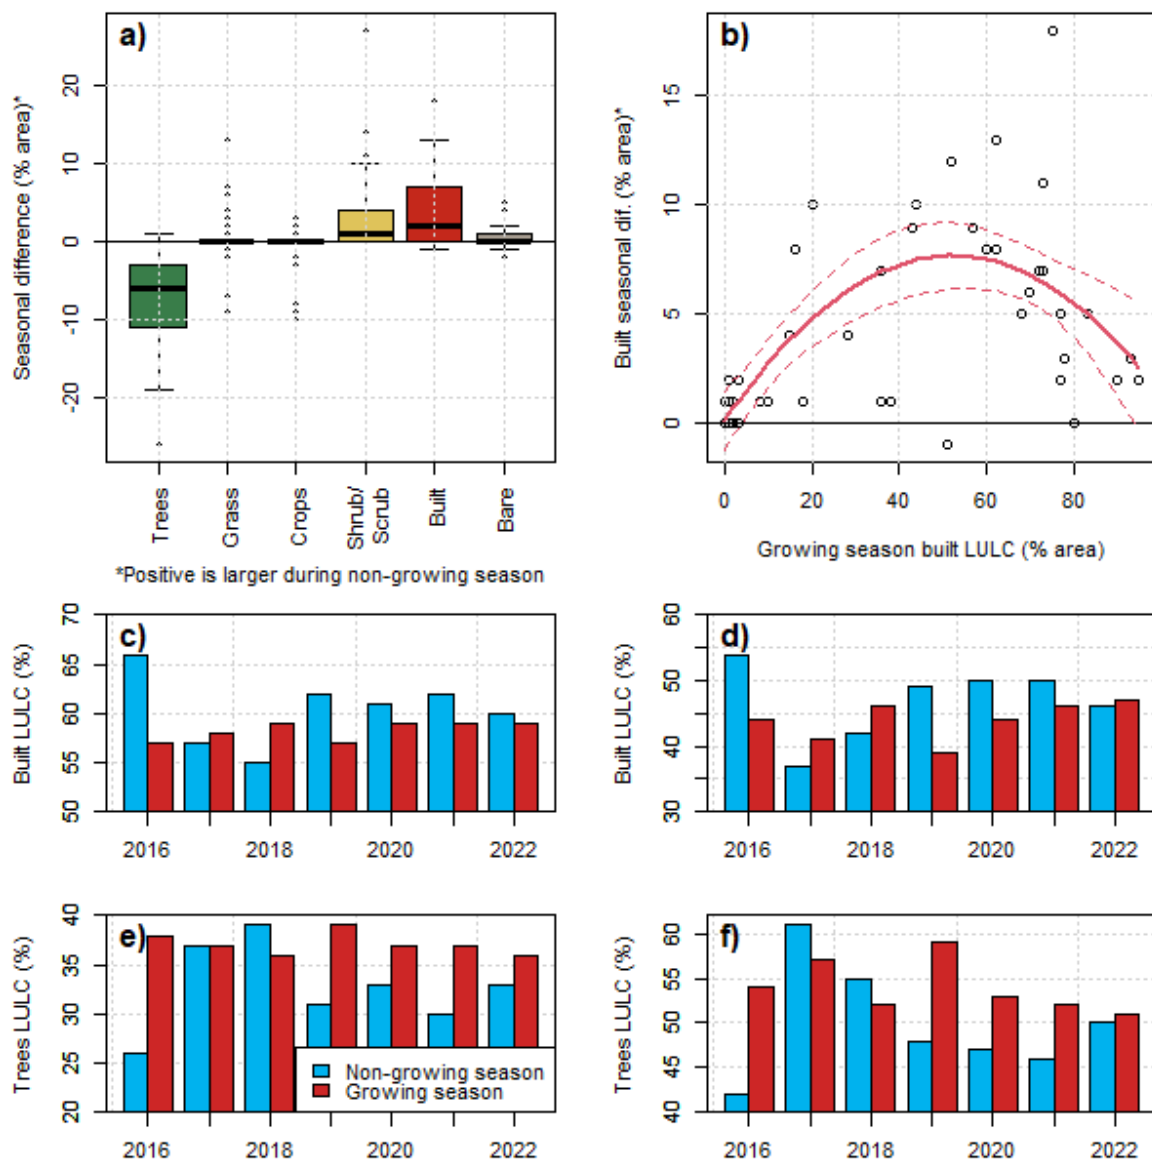 a)
Seasonal difference (% area)*
20
10
0
-10
-20
Trees
Grass
Crops
Shrub/
Scrub
Built
Bare
*Positive is larger during non-growing season
b)
Built seasonal dif. (% area)*
15
10
5
0
0 20 40 60 80
Growing season built LULC (% area)
c)
Built LULC (%)
70
65
60
55
50
2016 2018 2020 2022
d)
Built LULC (%)
60
50
40
30
2016 2018 2020 2022
e)
Trees LULC (%)
40
35
30
25
20
Non-growing season
Growing season
2016 2018 2020 2022
f)
Trees LULC (%)
60
55
50
45
40
2016 2018 2020 2022